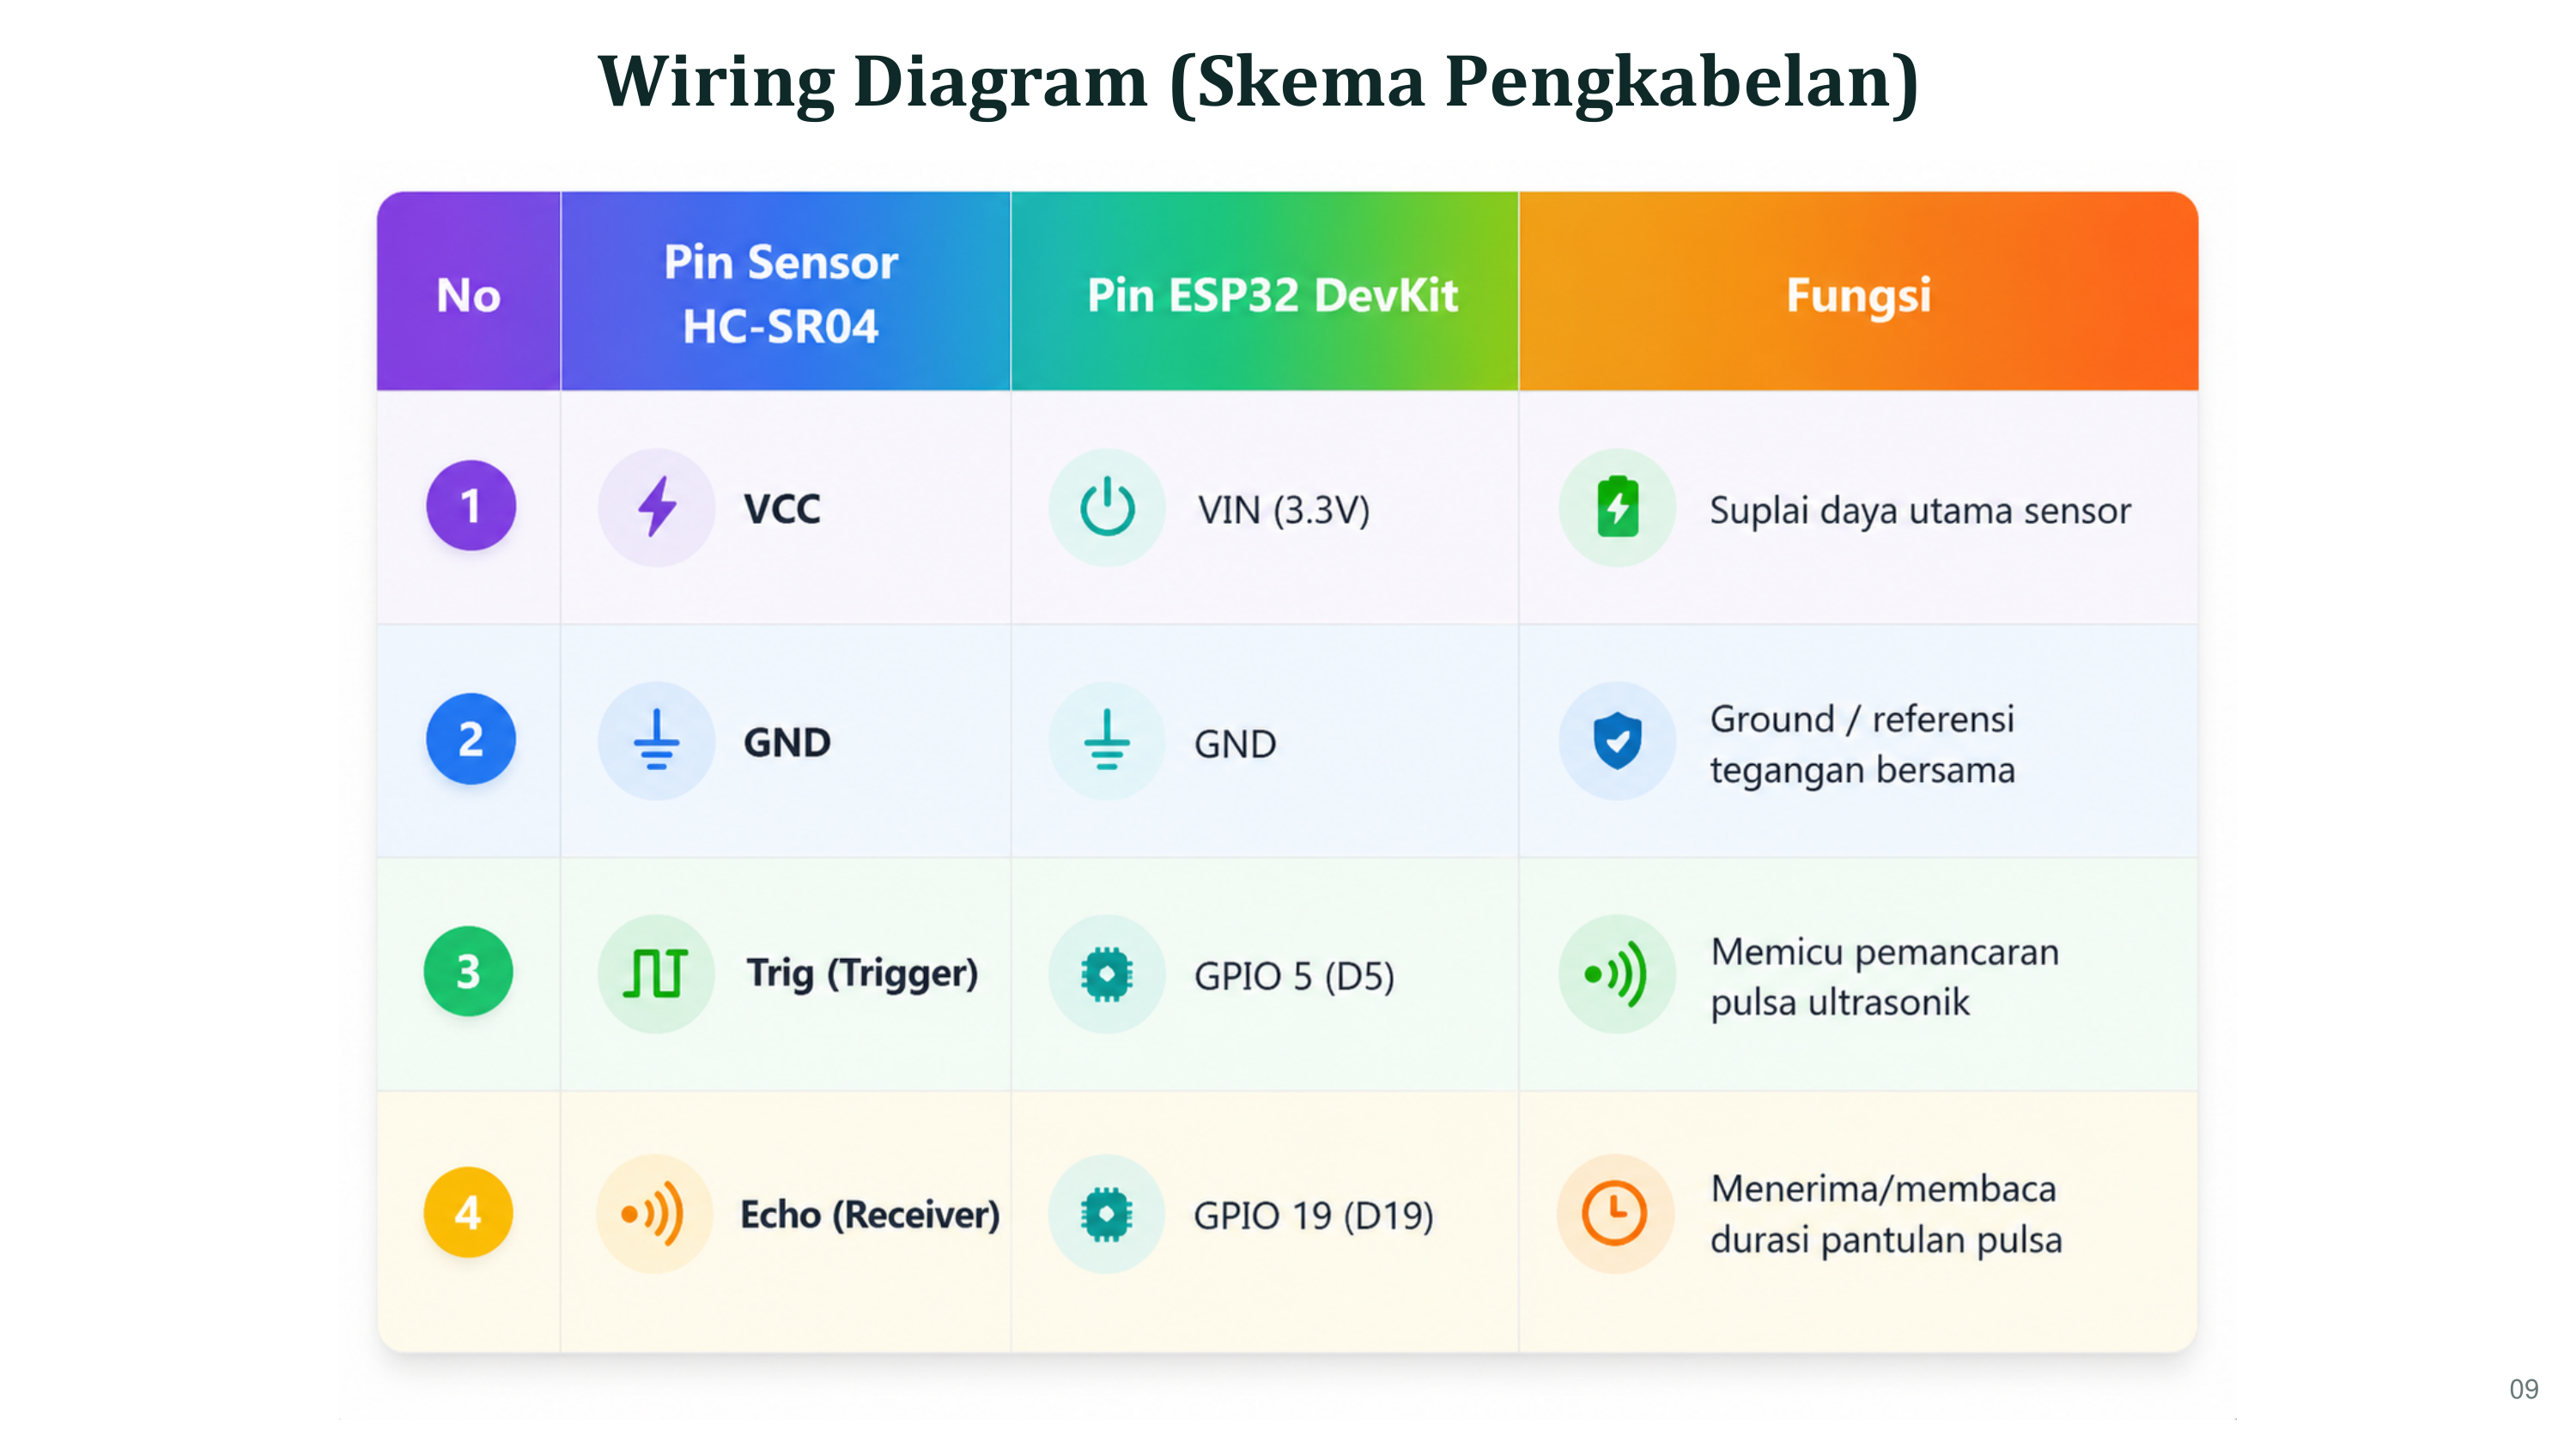 Wiring Diagram (Skema Pengkabelan)
No
Pin Sensor
HC-SR04
Pin ESP32 DevKit
Fungsi
1
VCC
VIN (3.3V)
Suplai daya utama sensor
2
GND
GND
Ground / referensi
tegangan bersama
3
Trig (Trigger)
GPIO 5 (D5)
Memicu pemancaran
pulsa ultrasonik
4
Echo (Receiver)
GPIO 19 (D19)
Menerima/membaca
durasi pantulan pulsa
09